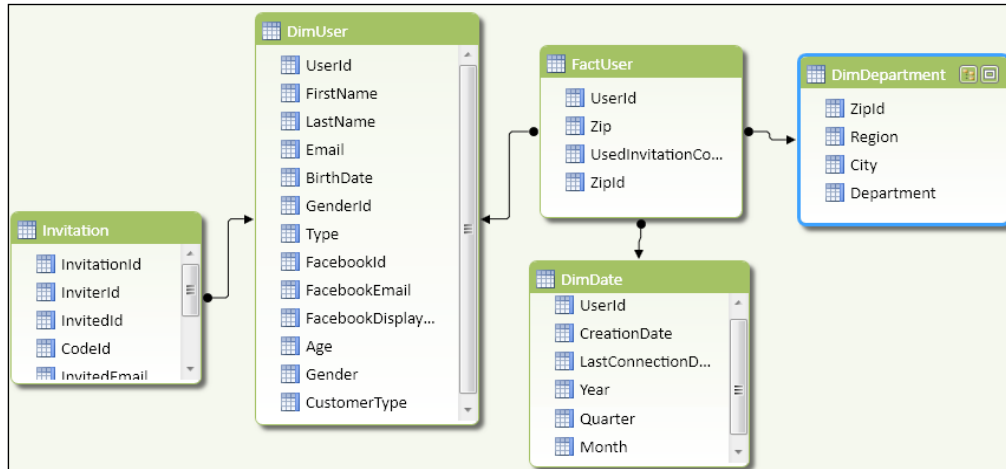 DimUser
UserId
FirstName
LastName
Email
BirthDate
GenderId
Type
FacebookId
FacebookEmail
FacebookDisplay...
Age
Gender
CustomerType
FactUser
UserId
Zip
UsedInvitationCo...
ZipId
DimDepartment
ZipId
Region
City
Department
Invitation
InvitationId
InviterId
InvitedId
CodeId
InvitedEmail
DimDate
UserId
CreationDate
LastConnectionD...
Year
Quarter
Month